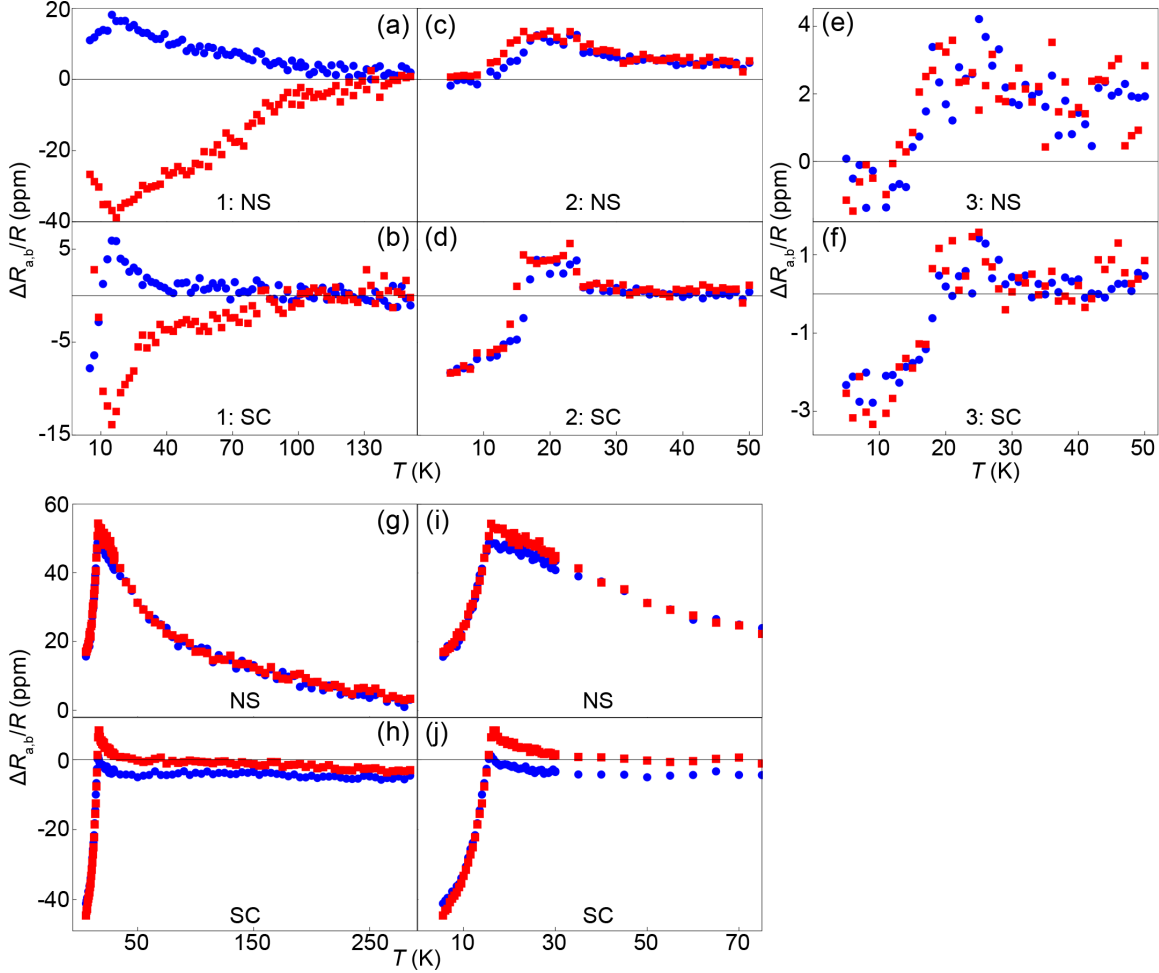 20
(a)
(c)
4
(e)
0
2
-20
0
1: NS
2: NS
3: NS
-40
ΔRa,b/R (ppm)
ΔRa,b/R (ppm)
(b)
(d)
(f)
5
1
-5
-1
1: SC
2: SC
-3
3: SC
-15
10 40 70 100 130
10 20 30 40 50
10 20 30 40 50
T (K)
T (K)
60
(g)
(i)
40
20
NS
NS
0
ΔRa,b/R (ppm)
(h)
(j)
0
-20
-40
SC
SC
50 150 250
10 30 50 70
T (K)